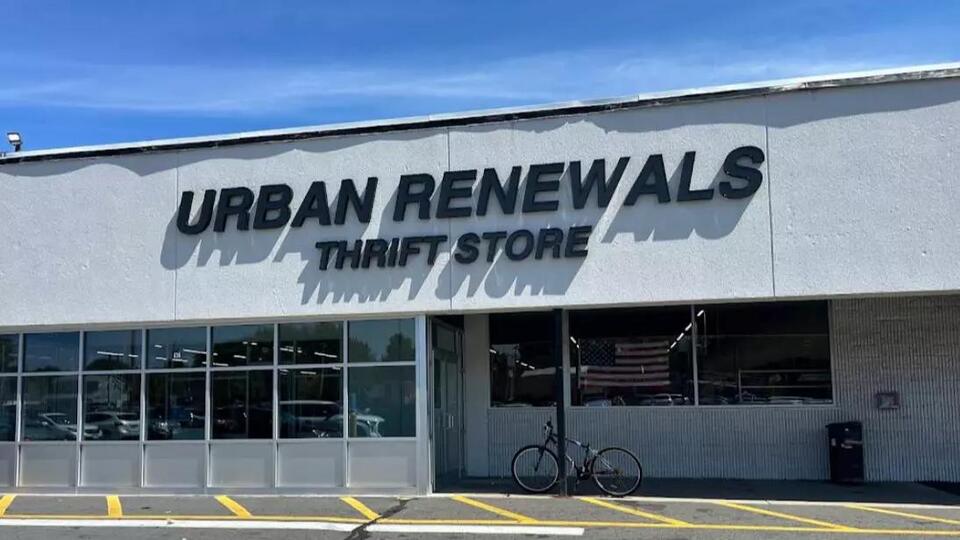 URBAN RENEWALS
THRIFT STORE